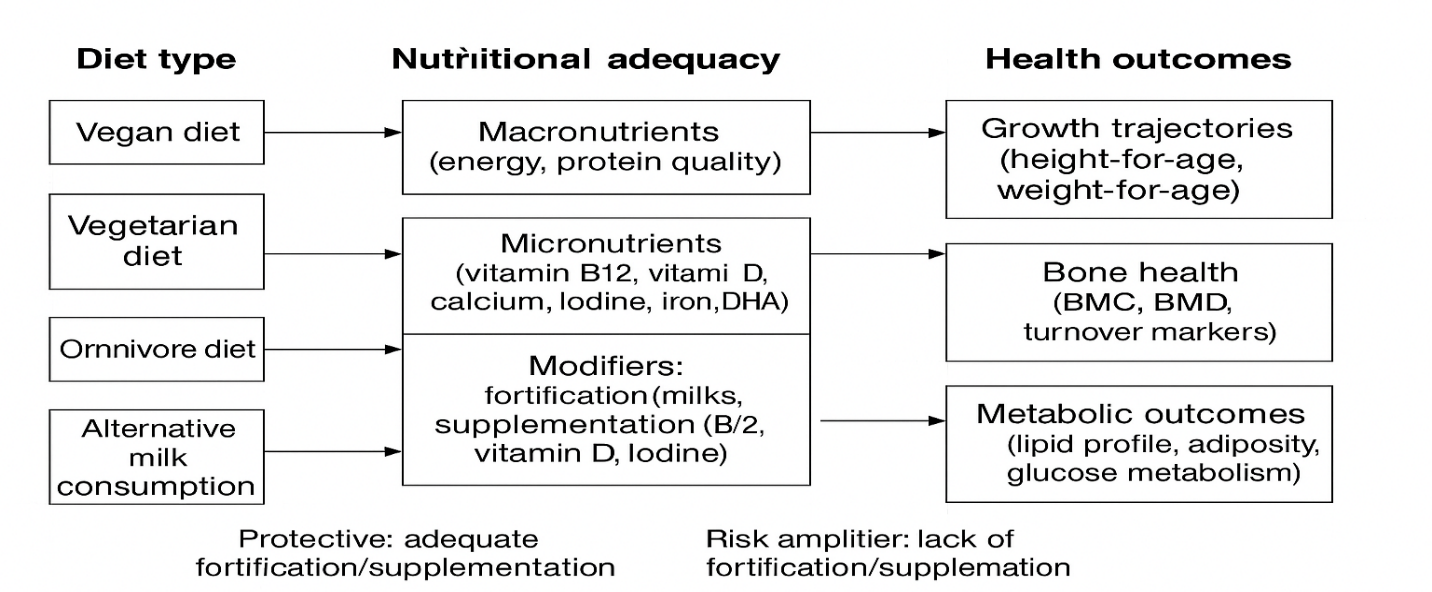 Diet type
Nutrìıitional adequacy
Health outcomes
Vegan diet
Vegetarian
diet
Ornnivore diet
Alternative
milk
consumption
Macronutrients
(energy, protein quality)
Micronutrients
(vitamin B12, vitami D,
calcium, lodine, iron,DHA)
Modifiers:
fortification (milks,
supplementation (B/2,
vitamin D, lodine)
Growth trajectories
(height-for-age,
weight-for-age)
Bone health
(BMC, BMD,
turnover markers)
Metabolic outcomes
(lipid profile, adiposity,
glucose metabolism)
Protective: adequate
fortification/supplementation
Risk amplitier: lack of
fortification/supplemation